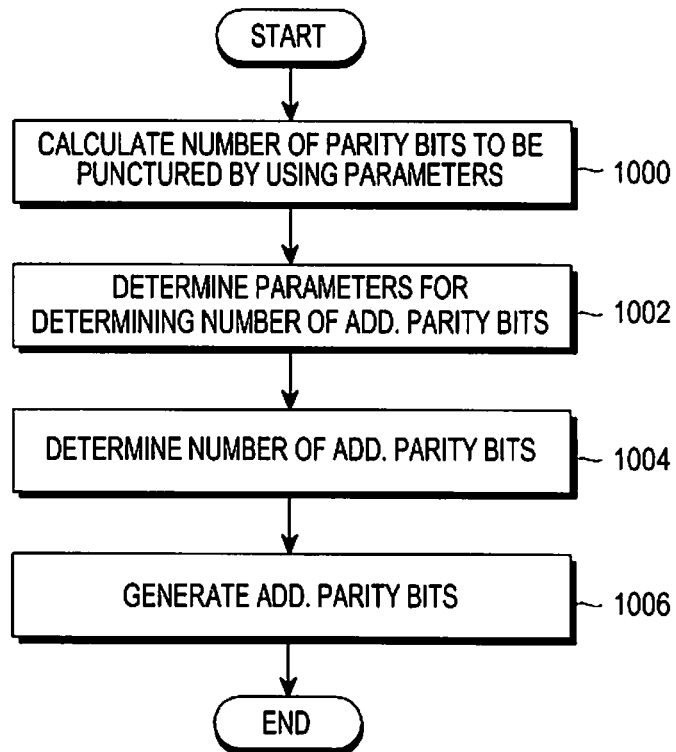 START
CALCULATE NUMBER OF PARITY BITS TO BE
PUNCTURED BY USING PARAMETERS
1000
DETERMINE PARAMETERS FOR
DETERMINING NUMBER OF ADD. PARITY BITS
1002
DETERMINE NUMBER OF ADD. PARITY BITS
1004
GENERATE ADD. PARITY BITS
1006
END